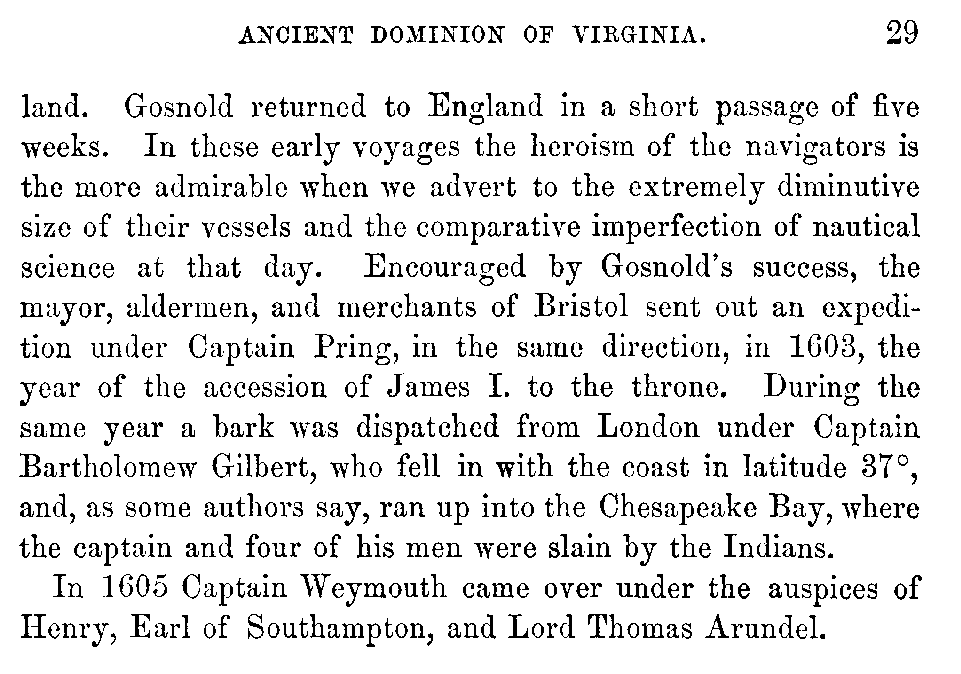 ANCIENT DOMINION OF VIRGINIA. 29
land. Gosnold returned to England in a short passage of five
weeks. In these early voyages the heroism of the navigators is
the more admirable when we advert to the extremely diminutive
size of their vessels and the comparative imperfection of nautical
science at that day. Encouraged by Gosnold's success, the
mayor, aldermen, and merchants of Bristol sent out an expedi-
tion under Captain Pring, in the same direction, in 1603, the
year of the accession of James I. to the throne. During the
same year a bark was dispatched from London under Captain
Bartholomew Gilbert, who fell in with the coast in latitude 37°,
and, as some authors say, ran up into the Chesapeake Bay, where
the captain and four of his men were slain by the Indians.
In 1605 Captain Weymouth came over under the auspices of
Henry, Earl of Southampton, and Lord Thomas Arundel.